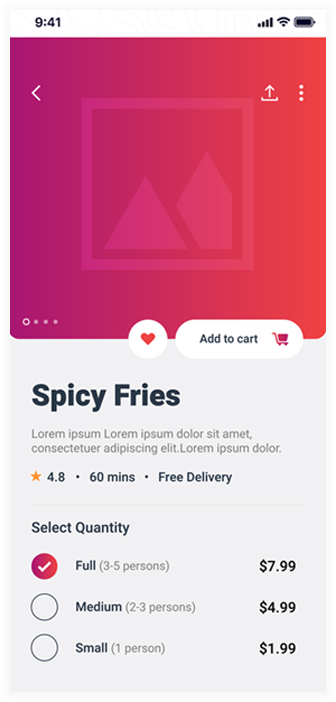 9:41
Add to cart
Spicy Fries
Lorem ipsum Lorem ipsum dolor sit amet,
consectetuer adipiscing elit.Lorem ipsum dolor.
4.8 • 60 mins • Free Delivery
Select Quantity
Full (3-5 persons) $7.99
Medium (2-3 persons) $4.99
Small (1 person) $1.99